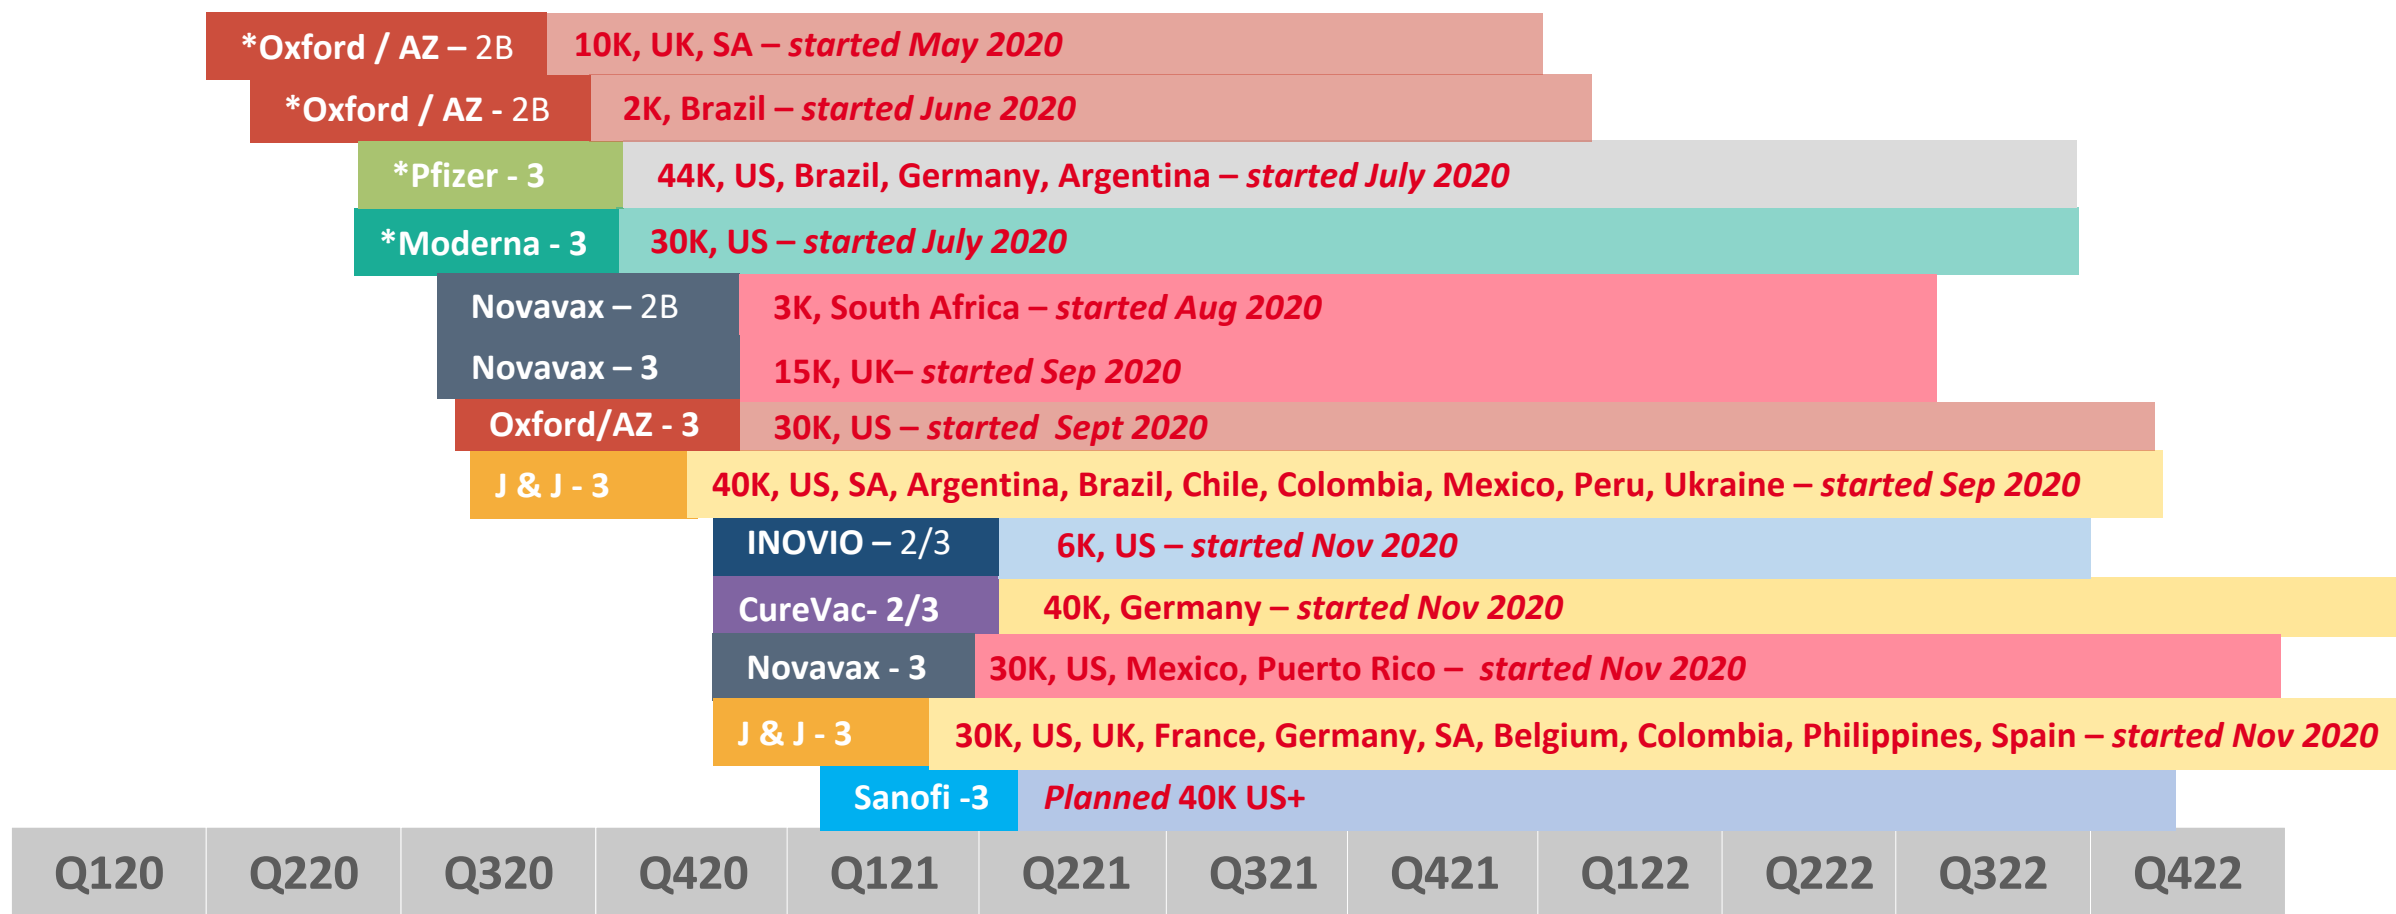 *Oxford / AZ – 2B 10K, UK, SA – started May 2020
*Oxford / AZ - 2B 2K, Brazil – started June 2020
*Pfizer - 3 44K, US, Brazil, Germany, Argentina – started July 2020
*Moderna - 3 30K, US – started July 2020
Novavax – 2B 3K, South Africa – started Aug 2020
Novavax – 3 15K, UK– started Sep 2020
Oxford/AZ - 3 30K, US – started Sept 2020
J & J - 3 40K, US, SA, Argentina, Brazil, Chile, Colombia, Mexico, Peru, Ukraine – started Sep 2020
INOVIO – 2/3 6K, US – started Nov 2020
CureVac- 2/3 40K, Germany – started Nov 2020
Novavax - 3 30K, US, Mexico, Puerto Rico – started Nov 2020
J & J - 3 30K, US, UK, France, Germany, SA, Belgium, Colombia, Philippines, Spain – started Nov 2020
Sanofi -3 Planned 40K US+
Q120 Q220 Q320 Q420 Q121 Q221 Q321 Q421 Q122 Q222 Q322 Q422